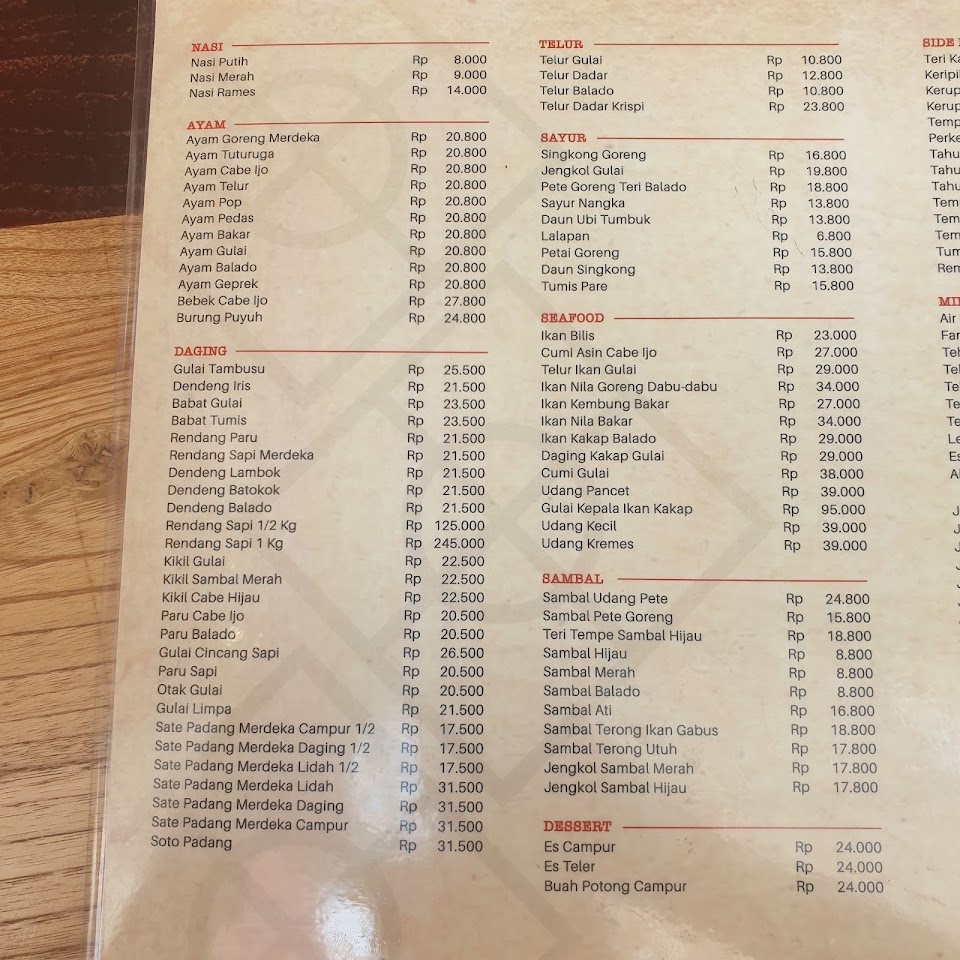 NASI
Nasi Putih Rp 8.000
Nasi Merah Rp 9.000
Nasi Rames Rp 14.000
AYAM
Ayam Goreng Merdeka Rp 20.800
Ayam Tuturuga Rp 20.800
Ayam Cabe Ijo Rp 20.800
Ayam Telur Rp 20.800
Ayam Pop Rp 20.800
Ayam Pedas Rp 20.800
Ayam Bakar Rp 20.800
Ayam Gulai Rp 20.800
Ayam Balado Rp 20.800
Ayam Geprek Rp 20.800
Bebek Cabe Ijo Rp 27.800
Burung Puyuh Rp 24.800
DAGING
Gulai Tambusu Rp 25.500
Dendeng Iris Rp 21.500
Babat Gulai Rp 23.500
Babat Tumis Rp 23.500
Rendang Paru Rp 21.500
Rendang Sapi Merdeka Rp 21.500
Dendeng Lambok Rp 21.500
Dendeng Batokok Rp 21.500
Dendeng Balado Rp 21.500
Rendang Sapi 1/2 Kg Rp 125.000
Rendang Sapi 1 Kg Rp 245.000
Kikil Gulai Rp 22.500
Kikil Sambal Merah Rp 22.500
Kikil Cabe Hijau Rp 22.500
Paru Cabe Ijo Rp 20.500
Paru Balado Rp 20.500
Gulai Cincang Sapi Rp 26.500
Paru Sapi Rp 20.500
Otak Gulai Rp 20.500
Gulai Limpa Rp 21.500
Sate Padang Merdeka Campur 1/2 Rp 17.500
Sate Padang Merdeka Daging 1/2 Rp 17.500
Sate Padang Merdeka Lidah 1/2 Rp 17.500
Sate Padang Merdeka Lidah Rp 31.500
Sate Padang Merdeka Daging Rp 31.500
Sate Padang Merdeka Campur Rp 31.500
Soto Padang Rp 31.500
TELUR
Telur Gulai Rp 10.800
Telur Dadar Rp 12.800
Telur Balado Rp 10.800
Telur Dadar Krispi Rp 23.800
SAYUR
Singkong Goreng Rp 16.800
Jengkol Gulai Rp 19.800
Pete Goreng Teri Balado Rp 18.800
Sayur Nangka Rp 13.800
Daun Ubi Tumbuk Rp 13.800
Lalapan Rp 6.800
Petai Goreng Rp 15.800
Daun Singkong Rp 13.800
Tumis Pare Rp 15.800
SEAFOOD
Ikan Bilis Rp 23.000
Cumi Asin Cabe Ijo Rp 27.000
Telur Ikan Gulai Rp 29.000
Ikan Nila Goreng Dabu-dabu Rp 34.000
Ikan Kembung Bakar Rp 27.000
Ikan Nila Bakar Rp 34.000
Ikan Kakap Balado Rp 29.000
Daging Kakap Gulai Rp 29.000
Cumi Gulai Rp 38.000
Udang Pancet Rp 39.000
Gulai Kepala Ikan Kakap Rp 95.000
Udang Kecil Rp 39.000
Udang Kremes Rp 39.000
SAMBAL
Sambal Udang Pete Rp 24.800
Sambal Pete Goreng Rp 15.800
Teri Tempe Sambal Hijau Rp 18.800
Sambal Hijau Rp 8.800
Sambal Merah Rp 8.800
Sambal Balado Rp 8.800
Sambal Ati Rp 16.800
Sambal Terong Ikan Gabus Rp 18.800
Sambal Terong Utuh Rp 17.800
Jengkol Sambal Merah Rp 17.800
Jengkol Sambal Hijau Rp 17.800
DESSERT
Es Campur Rp 24.000
Es Teler Rp 24.000
Buah Potong Campur Rp 24.000
SIDE
Teri
Tahu
Tahu
Tahu
Air